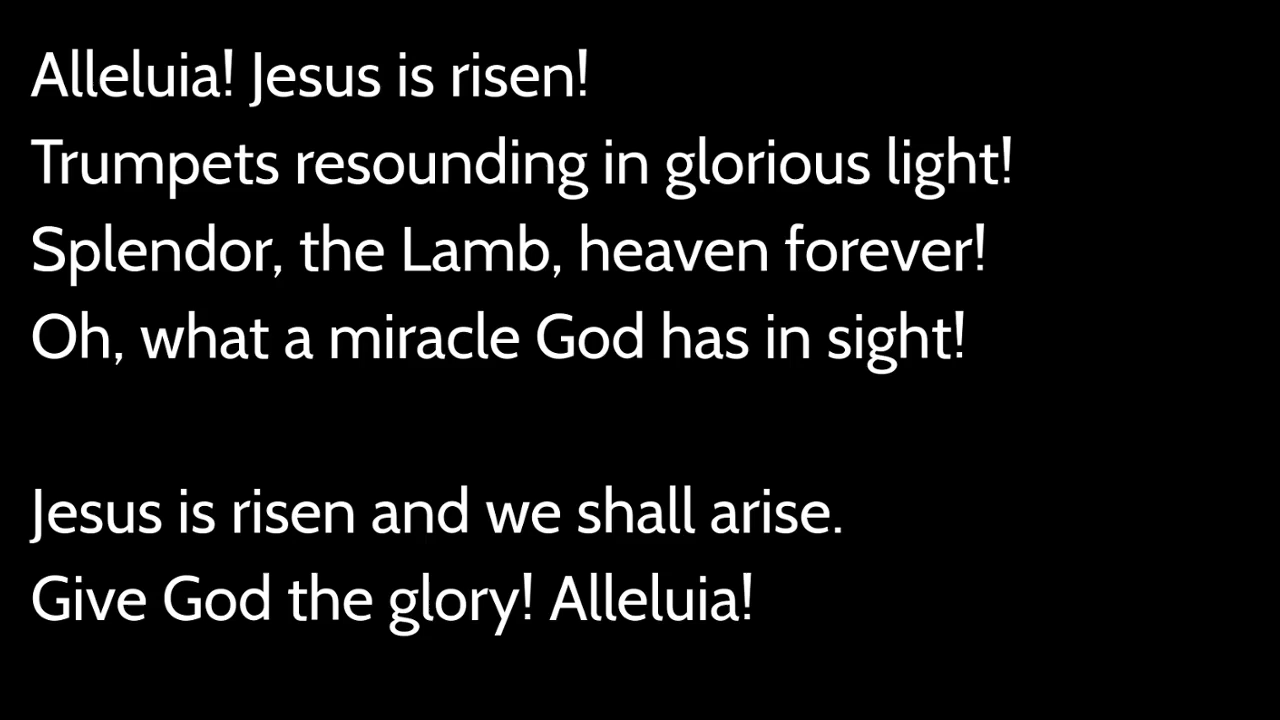 Alleluia! Jesus is risen!
Trumpets resounding in glorious light!
Splendor, the Lamb, heaven forever!
Oh, what a miracle God has in sight!
Jesus is risen and we shall arise.
Give God the glory! Alleluia!